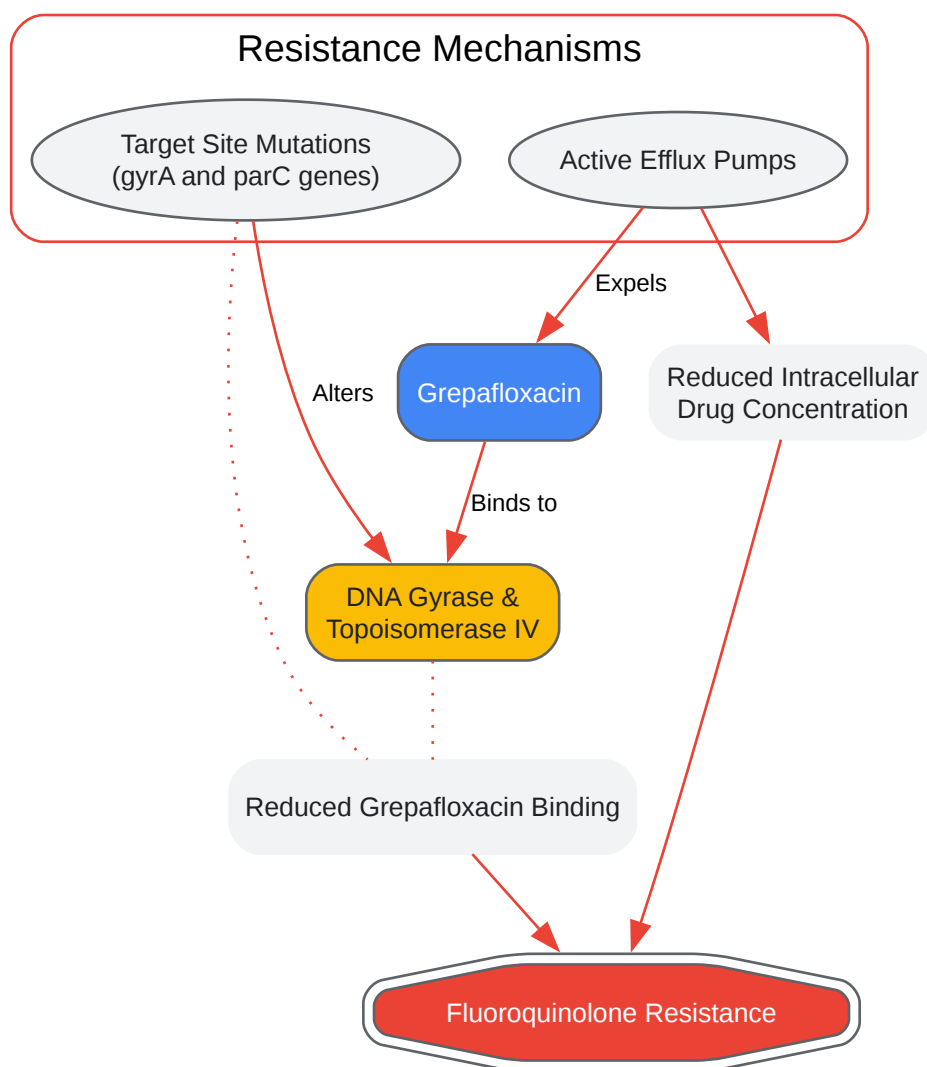 Resistance Mechanisms
Target Site Mutations
(gyrA and parC genes)
Active Efflux Pumps
Expels
Alters
Grepafloxacin
Reduced Intracellular
Drug Concentration
Binds to
DNA Gyrase &
Topoisomerase IV
Reduced Grepafloxacin Binding
Fluoroquinolone Resistance